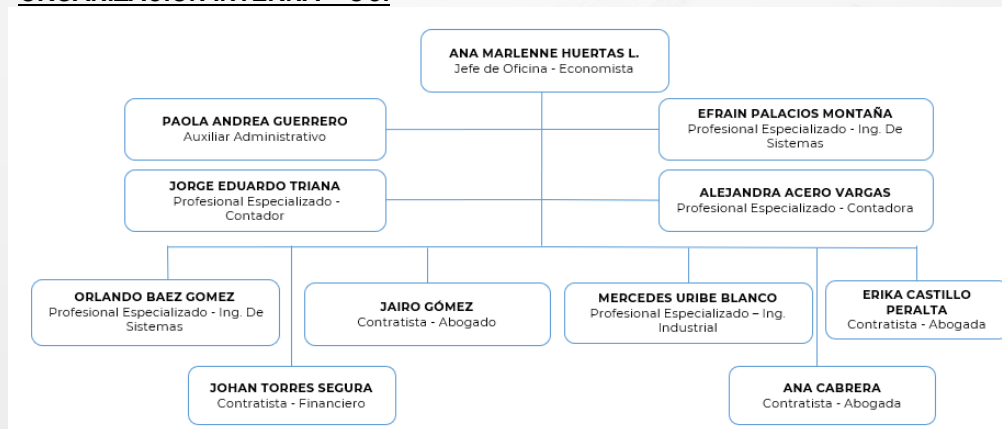 ORGANIZACIÓN INTERNA – OCI
ANA MARLENNE HUERTAS L.
Jefe de Oficina - Economista
PAOLA ANDREA GUERRERO
Auxiliar Administrativo
EFRAIN PALACIOS MONTAÑA
Profesional Especializado - Ing. De
Sistemas
JORGE EDUARDO TRIANA
Profesional Especializado -
Contador
ALEJANDRA ACERO VARGAS
Profesional Especializado - Contadora
ORLANDO BAEZ GOMEZ
Profesional Especializado - Ing. De
Sistemas
JAIRO GÓMEZ
Contratista - Abogado
MERCEDES URIBE BLANCO
Profesional Especializado – Ing.
Industrial
ERIKA CASTILLO
PERALTA
Contratista - Abogada
JOHAN TORRES SEGURA
Contratista - Financiero
ANA CABRERA
Contratista - Abogada